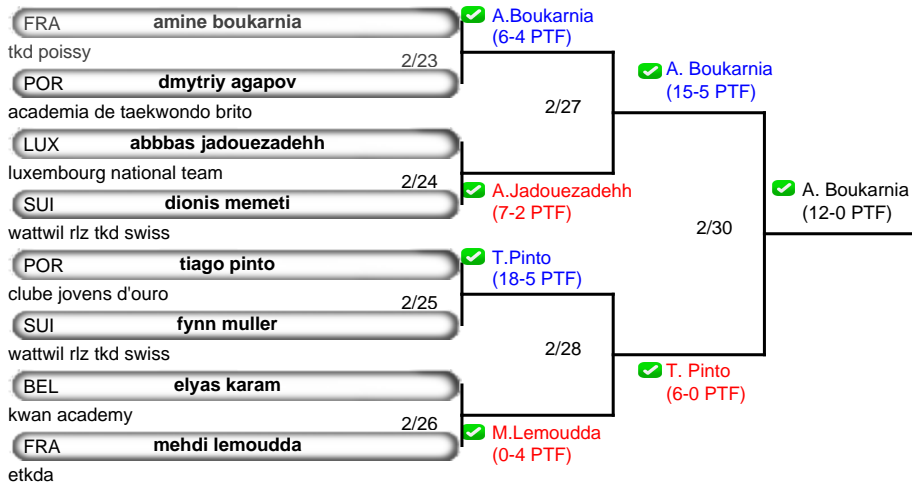 FRA amine boukarnia
tkd poissy
2/23
POR dmytriy agapov
academia de taekwondo brito
LUX abbbas jadouezadehh
luxembourg national team
2/24
SUI dionis memeti
wattwil rlz tkd swiss
POR tiago pinto
clube jovens d'ouro
2/25
SUI fynn muller
wattwil rlz tkd swiss
BEL elyas karam
kwan academy
2/26
FRA mehdi lemoudda
etkda
A.Boukarnia
(6-4 PTF)
2/27
A.Jadouezadehh
(7-2 PTF)
T.Pinto
(18-5 PTF)
2/28
M.Lemoudda
(0-4 PTF)
A. Boukarnia
(15-5 PTF)
2/30
T. Pinto
(6-0 PTF)
A. Boukarnia
(12-0 PTF)